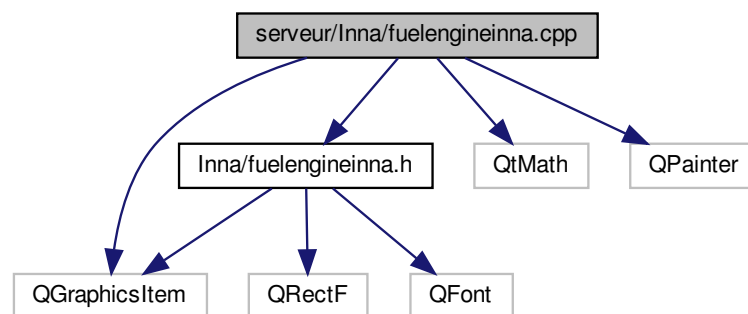 serveur/Inna/fuelengineinna.cpp
Inna/fuelengineinna.h
QtMath
QPainter
QGraphicsItem
QRectF
QFont